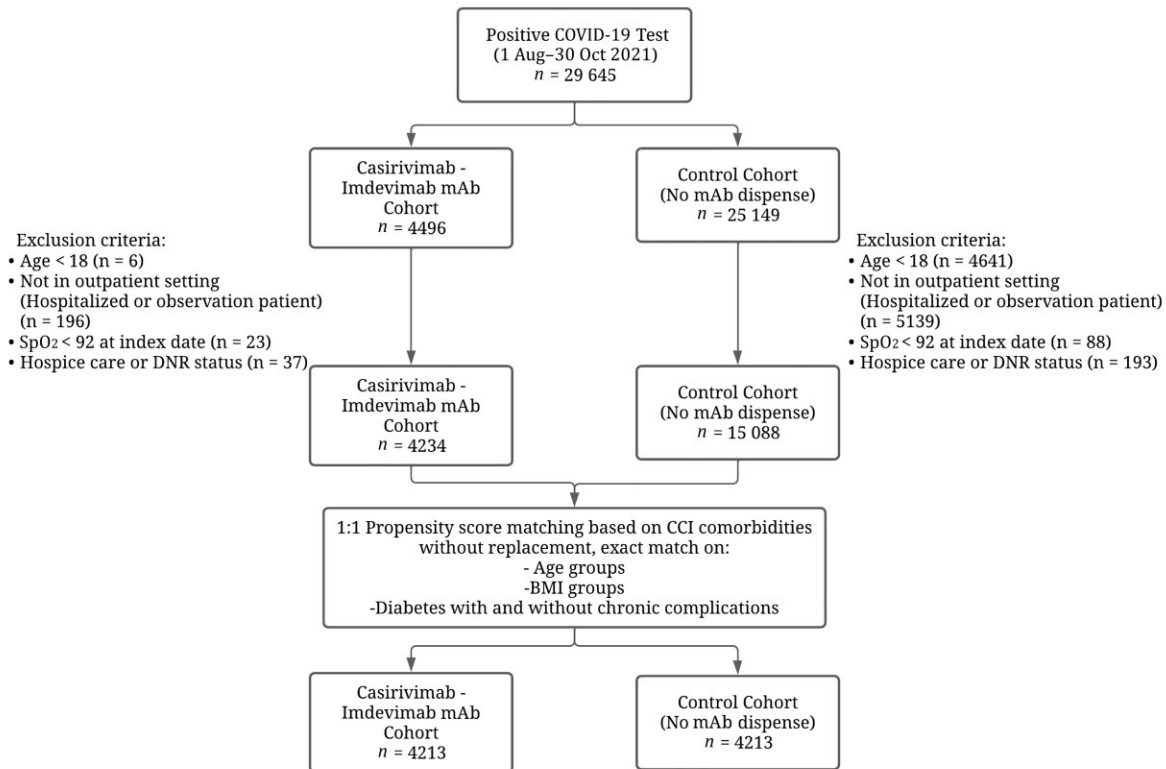 Positive COVID-19 Test
(1 Aug–30 Oct 2021)
n = 29 645
Casirivimab -
Imdevimab mAb
Cohort
n = 4496
Control Cohort
(No mAb dispense)
n = 25 149
Exclusion criteria:
• Age < 18 (n = 6)
• Not in outpatient setting
(Hospitalized or observation patient)
(n = 196)
• SpO2 < 92 at index date (n = 23)
• Hospice care or DNR status (n = 37)
Exclusion criteria:
• Age < 18 (n = 4641)
• Not in outpatient setting
(Hospitalized or observation patient)
(n = 5139)
• SpO2 < 92 at index date (n = 88)
• Hospice care or DNR status (n = 193)
Casirivimab -
Imdevimab mAb
Cohort
n = 4234
Control Cohort
(No mAb dispense)
n = 15 088
1:1 Propensity score matching based on CCI comorbidities
without replacement, exact match on:
- Age groups
-BMI groups
-Diabetes with and without chronic complications
Casirivimab -
Imdevimab mAb
Cohort
n = 4213
Control Cohort
(No mAb dispense)
n = 4213